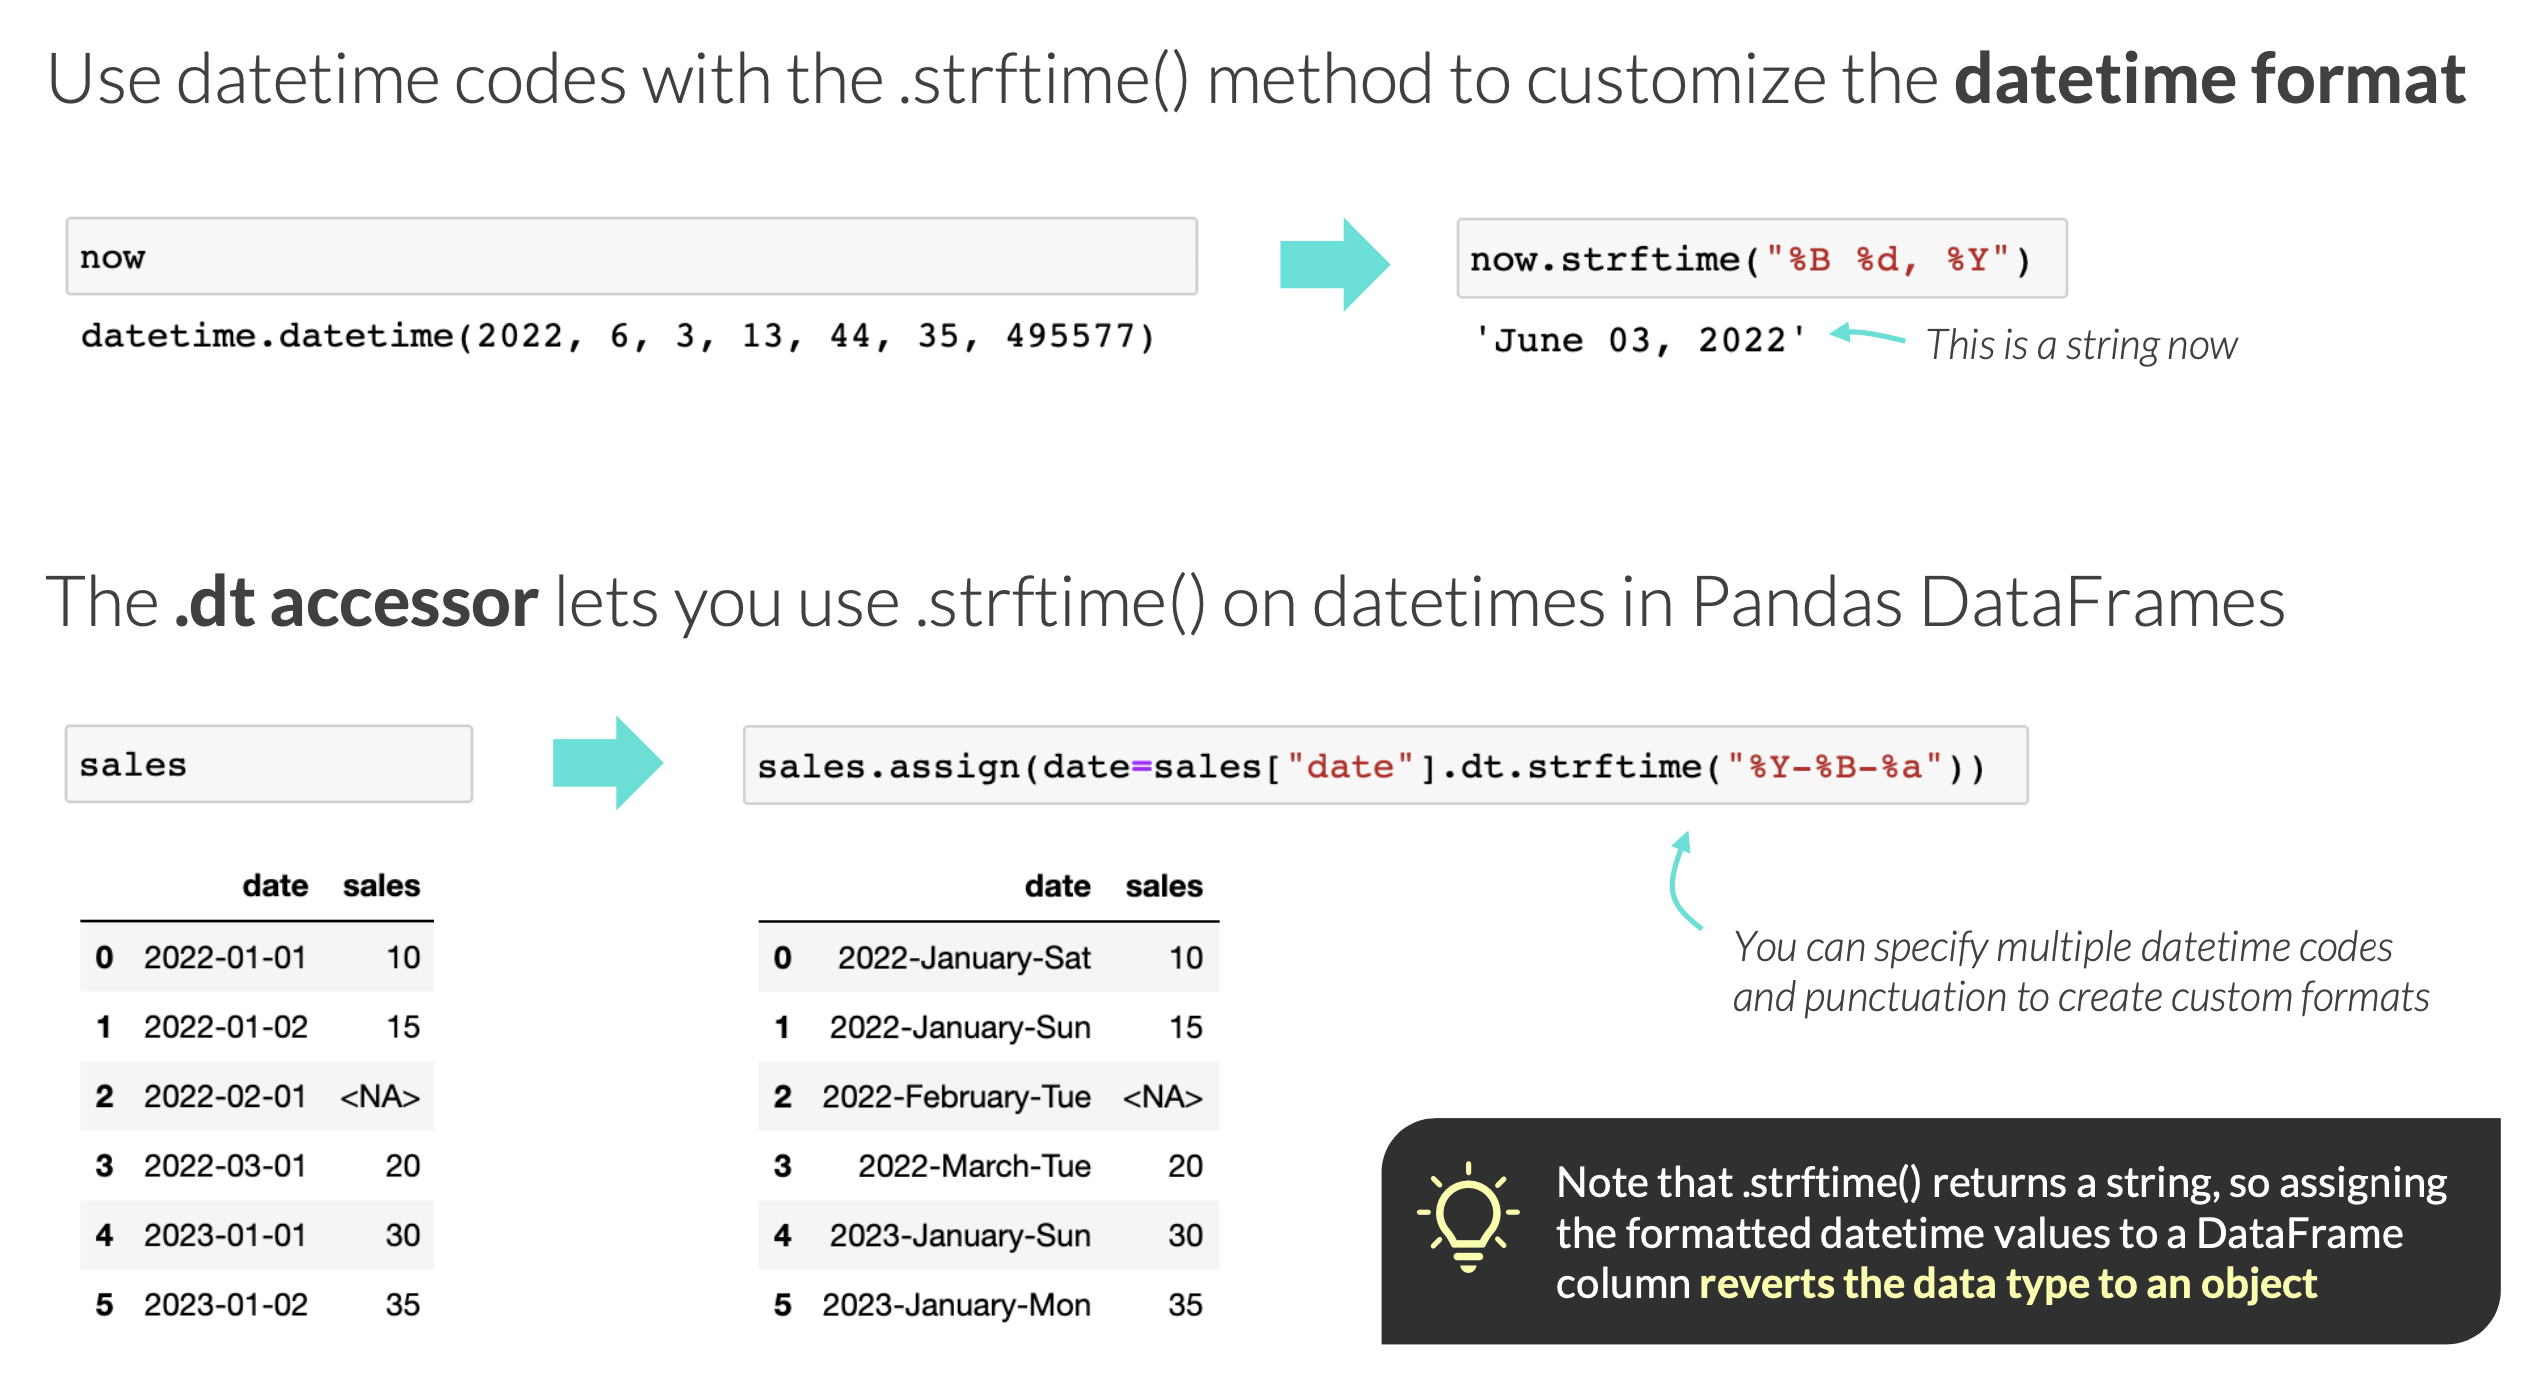 Use datetime codes with the .strftime() method to customize the datetime format
now
datetime.datetime(2022, 6, 3, 13, 44, 35, 495577)
now.strftime("%B %d, %Y")
'June 03, 2022'
This is a string now
The .dt accessor lets you use .strftime() on datetimes in Pandas DataFrames
sales
date sales
0 2022-01-01 10
1 2022-01-02 15
2 2022-02-01 <NA>
3 2022-03-01 20
4 2023-01-01 30
5 2023-01-02 35
sales.assign(date=sales["date"].dt.strftime("%Y-%B-%a"))
date sales
0 2022-January-Sat 10
1 2022-January-Sun 15
2 2022-February-Tue <NA>
3 2022-March-Tue 20
4 2023-January-Sun 30
5 2023-January-Mon 35
You can specify multiple datetime codes
and punctuation to create custom formats
Note that .strftime() returns a string, so assigning
the formatted datetime values to a DataFrame
column reverts the data type to an object